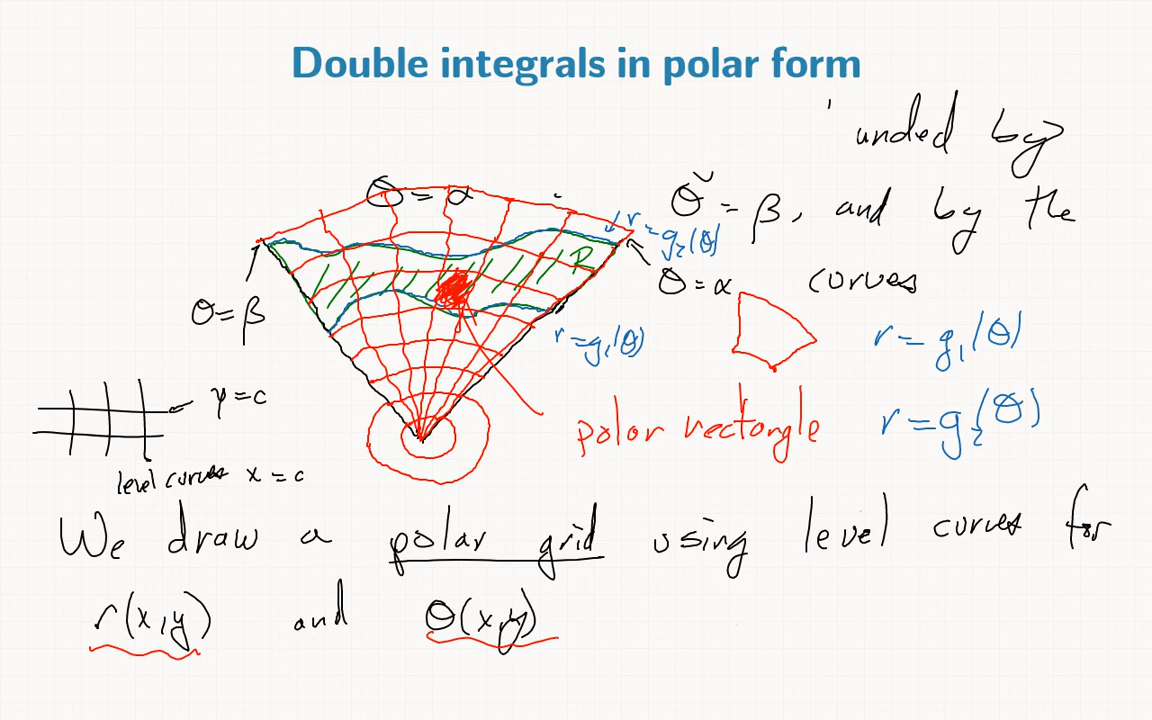 Double integrals in polar form
unded by
θ = α
θ = β, and by the
r = g₂(θ)
θ = α
curves
θ = β
r = g₁(θ)
r = g₁(θ)
y = c
polar rectangle
r = g₂(θ)
R
level curves x = c
We draw a polar grid using level curves for
r(x,y) and θ(x,y)